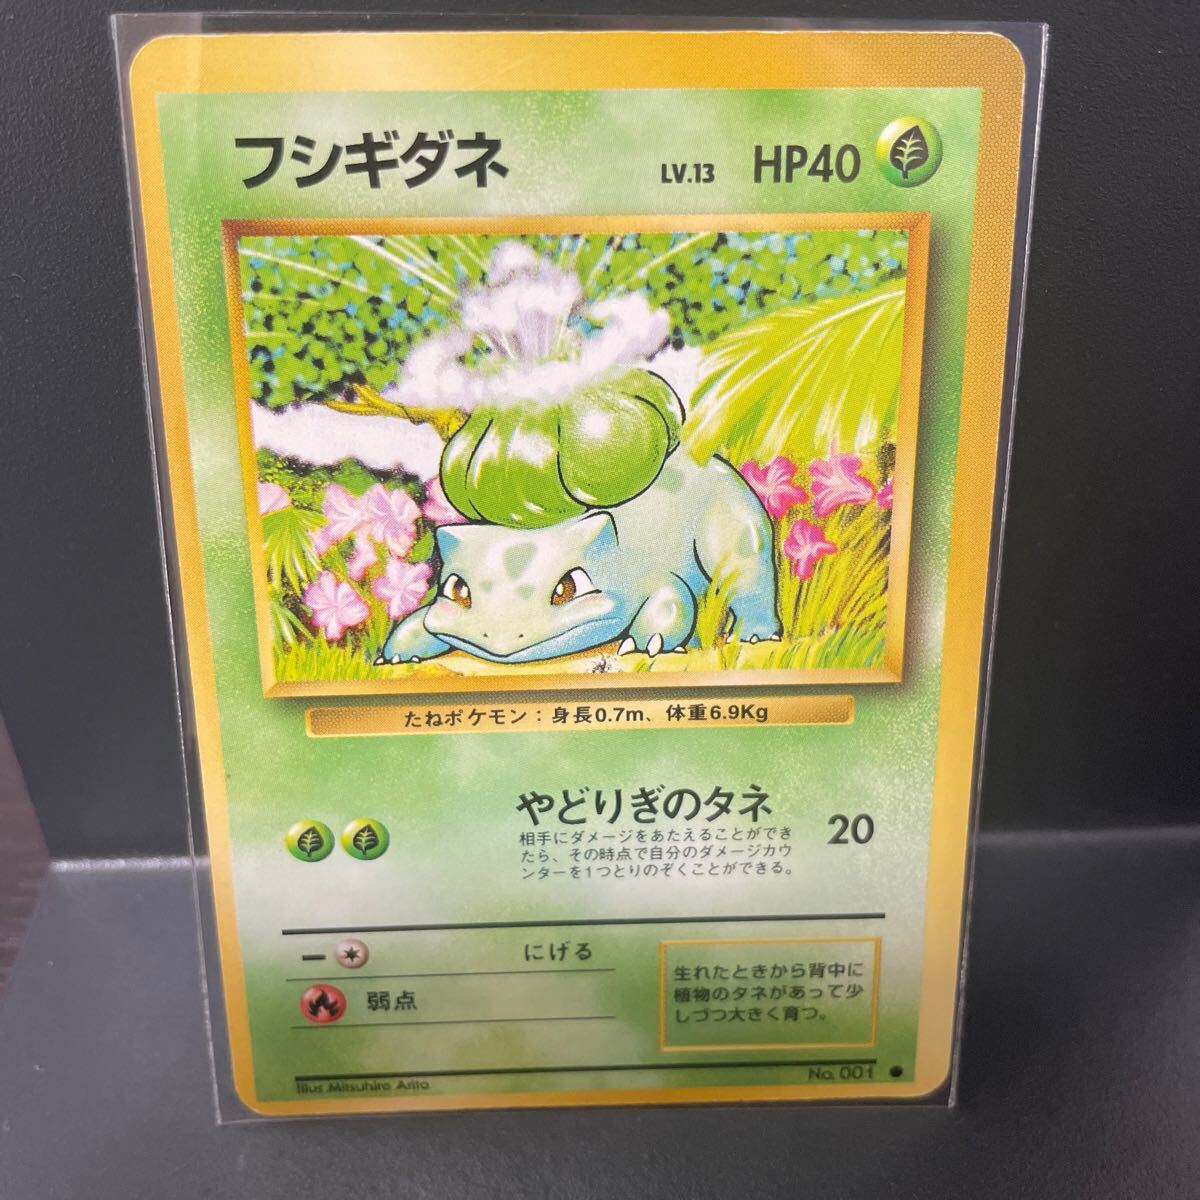 フシギダネ LV.13 HP40
たねポケモン：身長0.7m、体重6.9Kg
やどりぎのタネ 20
相手にダメージをあたえることができ
たら、その時点で自分のダメージカウ
ンターを1つとりのぞくことができる。
にげる
弱点
生れたときから背中に
植物のタネがあって少
しづつ大きく育つ。
Illus.Mitsuhiro Arita
No. 001